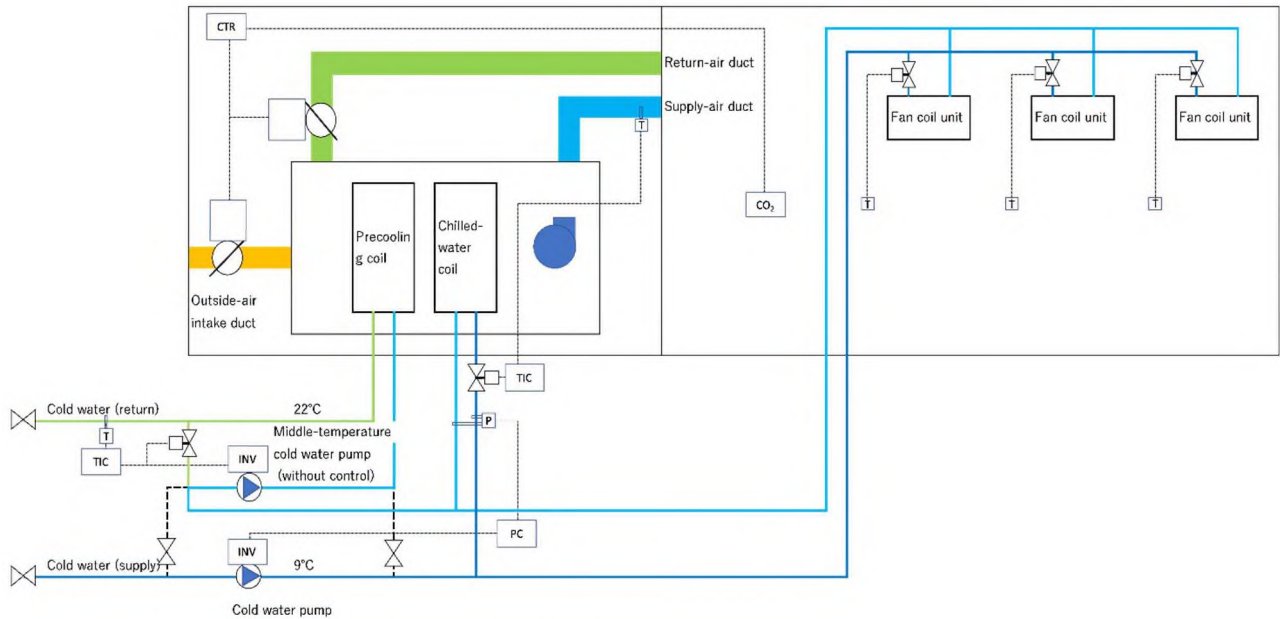 CTR
Return-air duct
Supply-air duct
T
Fan coil unit
Fan coil unit
Fan coil unit
CO₂
T
T
T
Precoolin
g coil
Chilled-
water
coil
Outside-air
intake duct
TIC
Cold water (return)
22°C
T
P
Middle-temperature
cold water pump
(without control)
TIC
INV
PC
INV
Cold water (supply)
9°C
Cold water pump